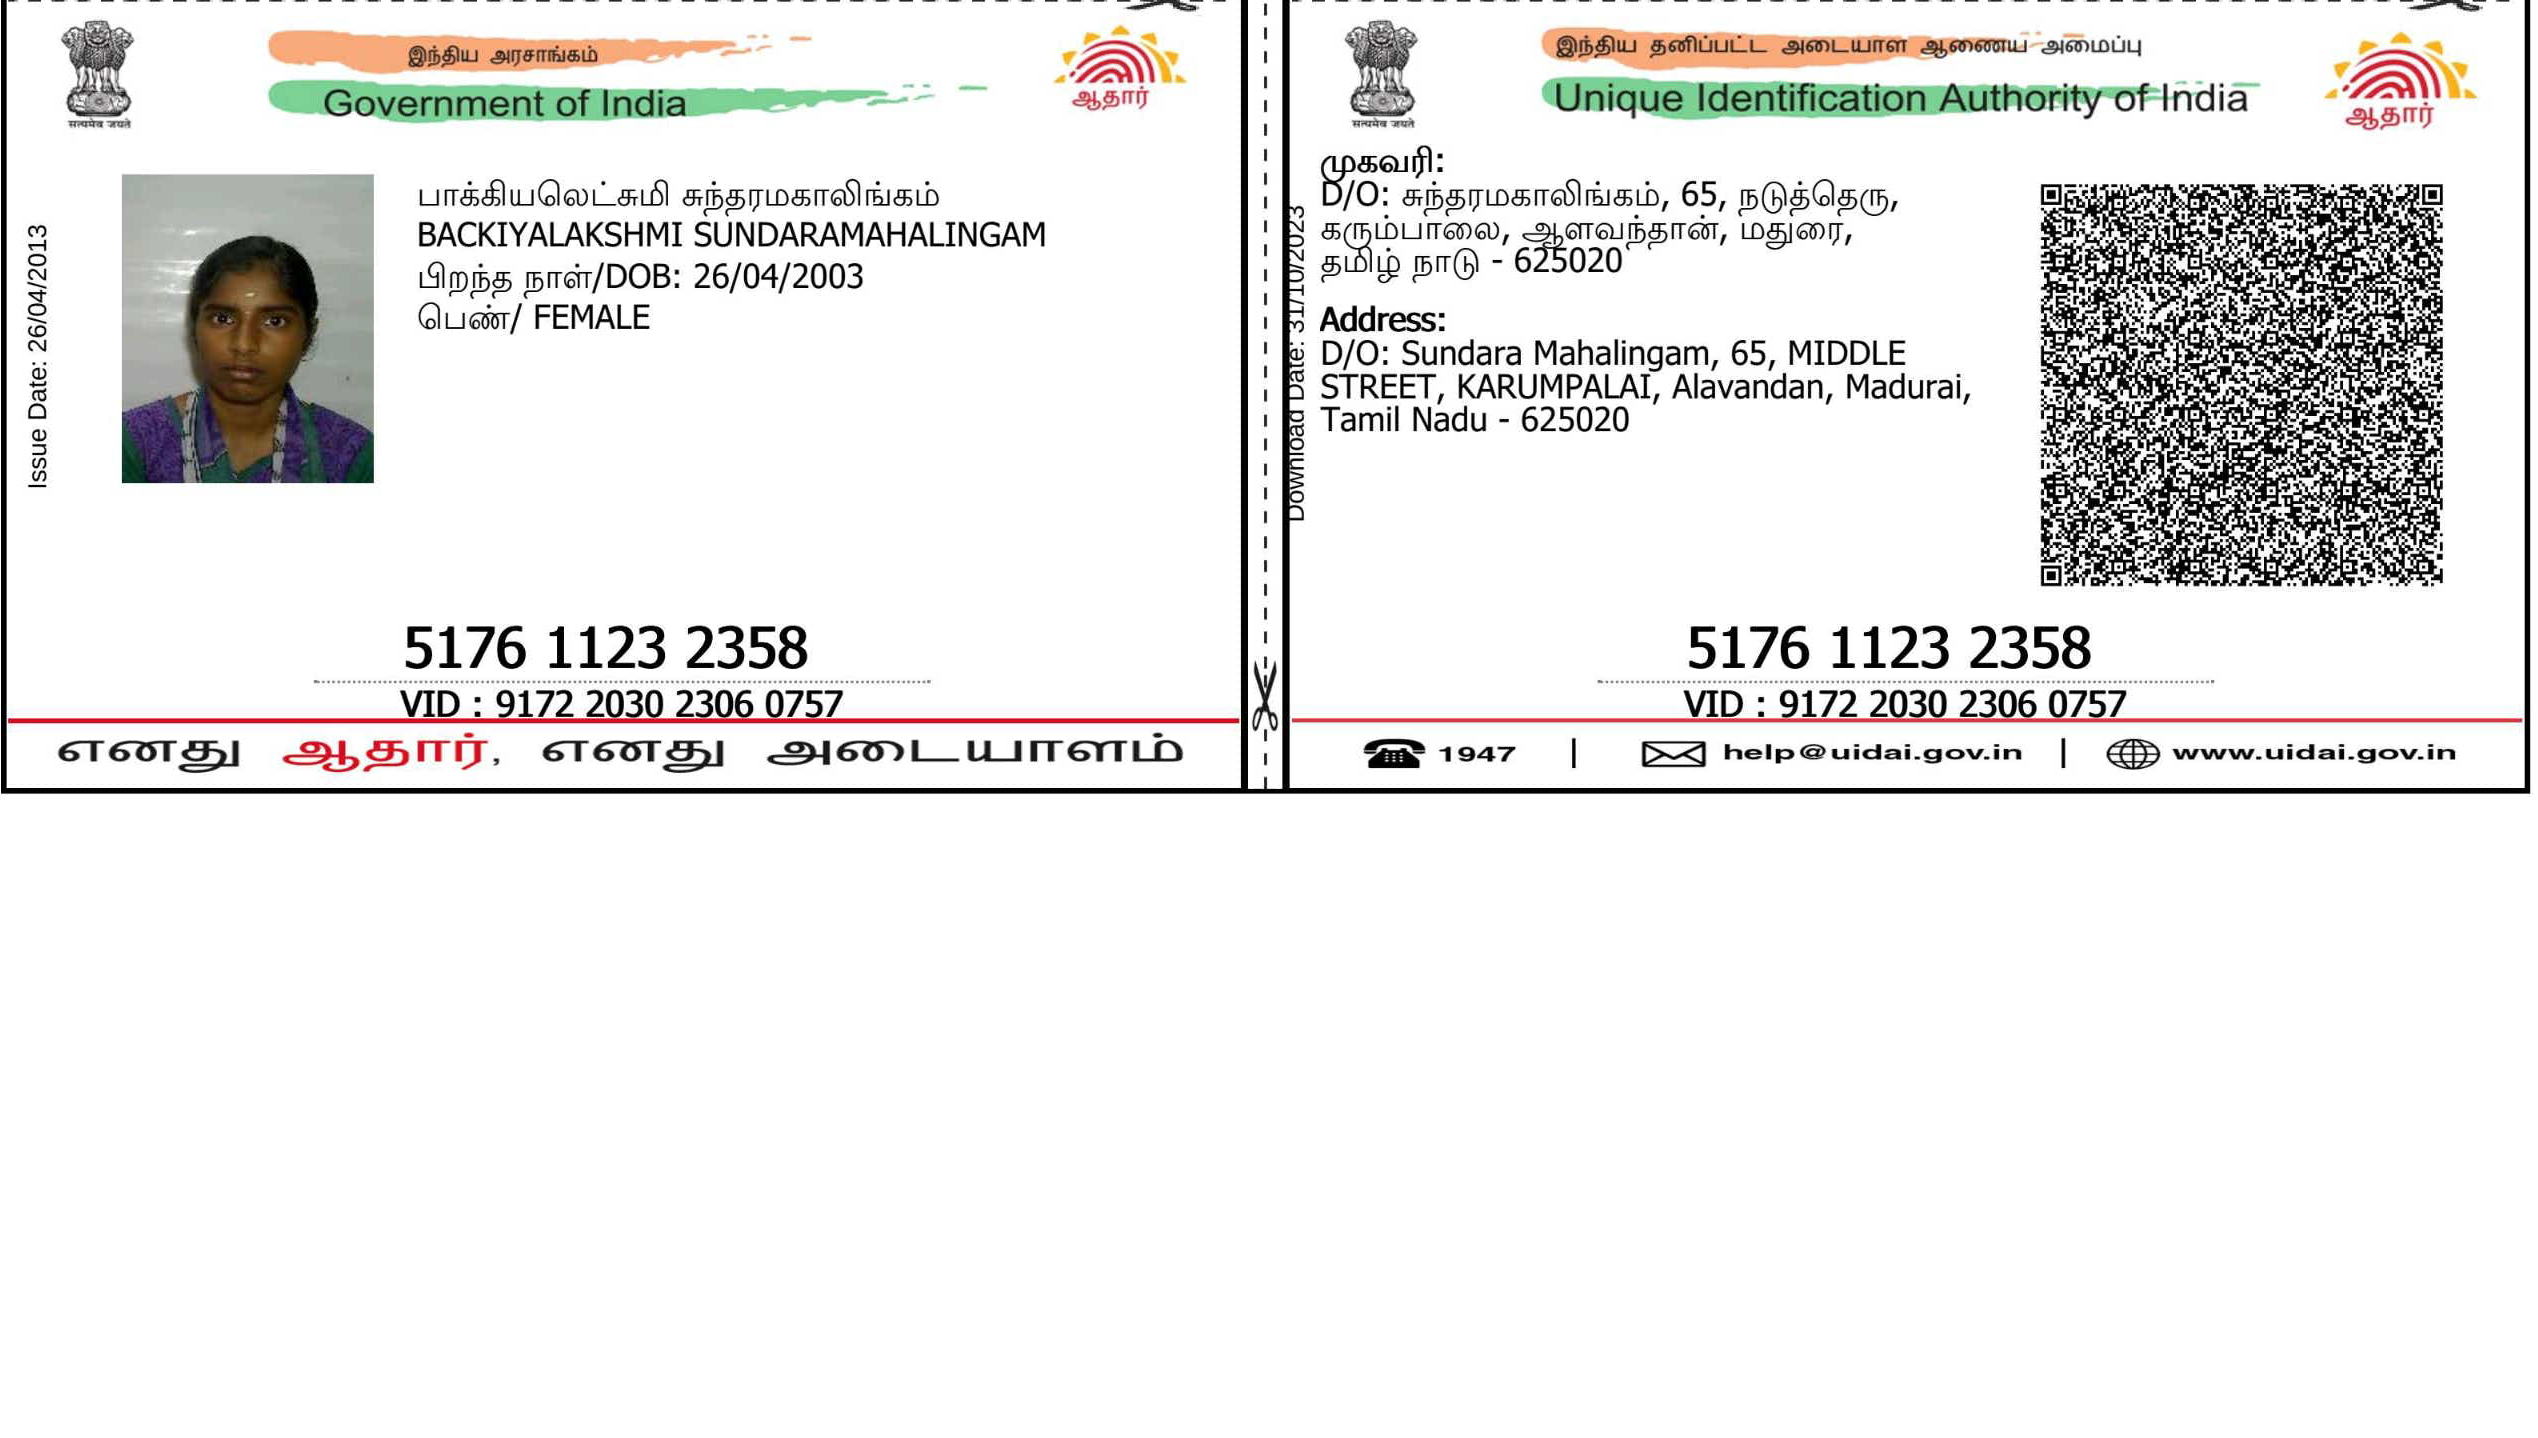 இந்திய அரசாங்கம்
Government of India
सत्यमेव जयते
ஆதார்
Issue Date: 26/04/2013
பாக்கியலெட்சுமி சுந்தரமகாலிங்கம்
BACKIYALAKSHMI SUNDARAMAHALINGAM
பிறந்த நாள்/DOB: 26/04/2003
பெண்/ FEMALE
5176 1123 2358
VID : 9172 2030 2306 0757
எனது ஆதார், எனது அடையாளம்
இந்திய தனிப்பட்ட அடையாள ஆணைய அமைப்பு
Unique Identification Authority of India
सत्यमेव जयते
ஆதார்
Download Date: 31/10/2023
முகவரி:
D/O: சுந்தரமகாலிங்கம், 65, நடுத்தெரு,
கரும்பாலை, ஆளவந்தான், மதுரை,
தமிழ் நாடு - 625020
Address:
D/O: Sundara Mahalingam, 65, MIDDLE
STREET, KARUMPALAI, Alavandan, Madurai,
Tamil Nadu - 625020
5176 1123 2358
VID : 9172 2030 2306 0757
1947 | help@uidai.gov.in | www.uidai.gov.in